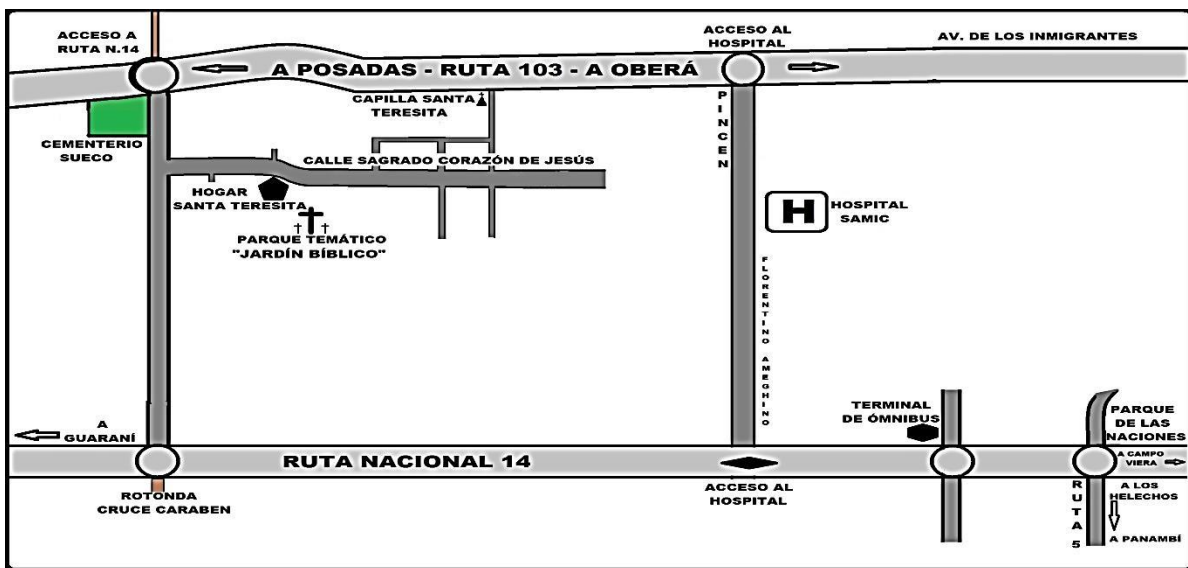 ACCESO A
RUTA N.14
ACCESO AL
HOSPITAL
AV. DE LOS INMIGRANTES
A POSADAS - RUTA 103 - A OBERÁ
CAPILLA SANTA
TERESITA
PINCEN
CEMENTERIO
SUECO
CALLE SAGRADO CORAZÓN DE JESÚS
HOGAR
SANTA TERESITA
H
HOSPITAL
SAMIC
PARQUE TEMÁTICO
"JARDÍN BÍBLICO"
FLORENTINO AMEGHINO
TERMINAL
DE ÓMNIBUS
PARQUE
DE LAS
NACIONES
A
GUARANÍ
RUTA NACIONAL 14
A CAMPO
VIERA
ROTONDA
CRUCE CARABEN
ACCESO AL
HOSPITAL
RUTA 5
A LOS
HELECHOS
A PANAMBÍ